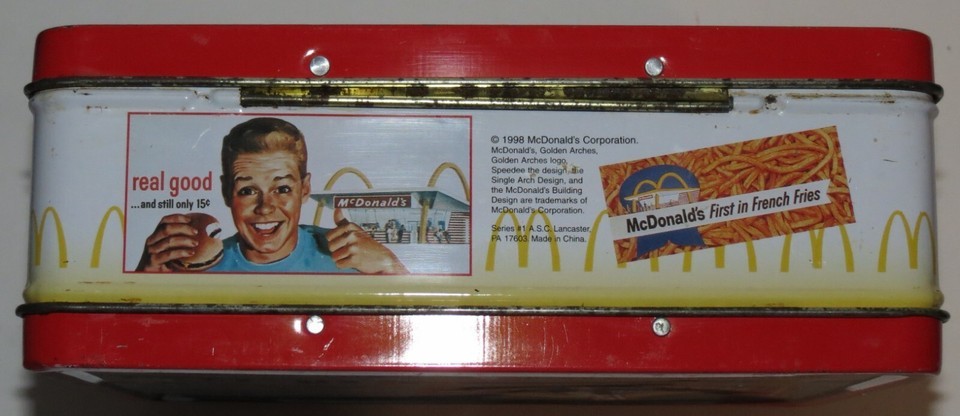 real good
...and still only 15¢
McDonald's
© 1998 McDonald's Corporation.
McDonald's, Golden Arches,
Golden Arches logo,
Speedee the design, the
Single Arch Design, and
the McDonald's Building
Design are trademarks of
McDonald's Corporation.
Series #1 A.S.C. Lancaster,
PA 17603. Made in China.
McDonald's First in French Fries